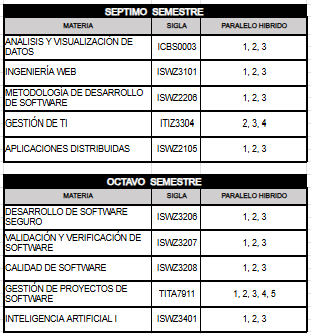 SEPTIMO SEMESTRE
MATERIA SIGLA PARALELO HIBRIDO
ANÁLISIS Y VISUALIZACIÓN DE
DATOS ICBS0003 1, 2, 3
INGENIERÍA WEB ISWZ3101 1, 2, 3
METODOLOGÍA DE DESARROLLO
DE SOFTWARE ISWZ2206 1, 2, 3
GESTIÓN DE TI ITIZ3304 2, 3, 4
APLICACIONES DISTRIBUIDAS ISWZ2105 1, 2, 3
OCTAVO SEMESTRE
MATERIA SIGLA PARALELO HIBRIDO
DESARROLLO DE SOFTWARE
SEGURO ISWZ3206 1, 2, 3
VALIDACIÓN Y VERIFICACIÓN DE
SOFTWARE ISWZ3207 1, 2, 3
CALIDAD DE SOFTWARE ISWZ3208 1, 2, 3
GESTIÓN DE PROYECTOS DE
SOFTWARE TITA7911 1, 2, 3, 4, 5
INTELIGENCIA ARTIFICIAL I ISWZ3401 1, 2, 3